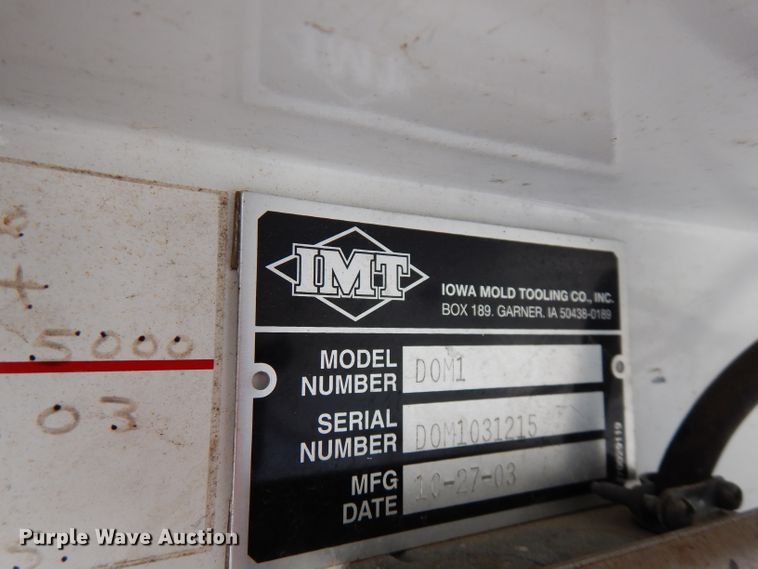 IMT
IOWA MOLD TOOLING CO., INC.
BOX 189. GARNER. IA 50438-0189
MODEL NUMBER DOM1
SERIAL NUMBER DOM1031215
MFG DATE 10-27-03
5000
03
Purple Wave Auction